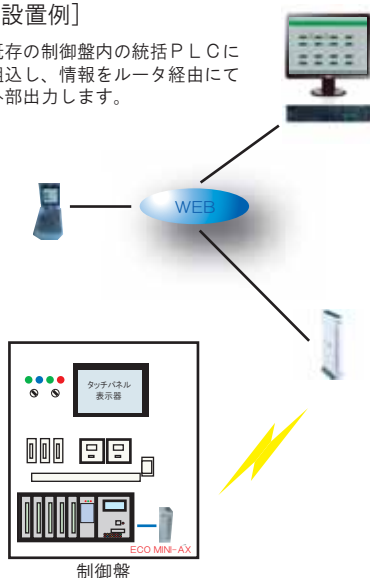 設置例]
既存の制御盤内の統括ＰＬＣに
組込し、情報をルータ経由にて
外部出力します。
WEB
タッチパネル
表示器
ECO MINI-AX
制御盤